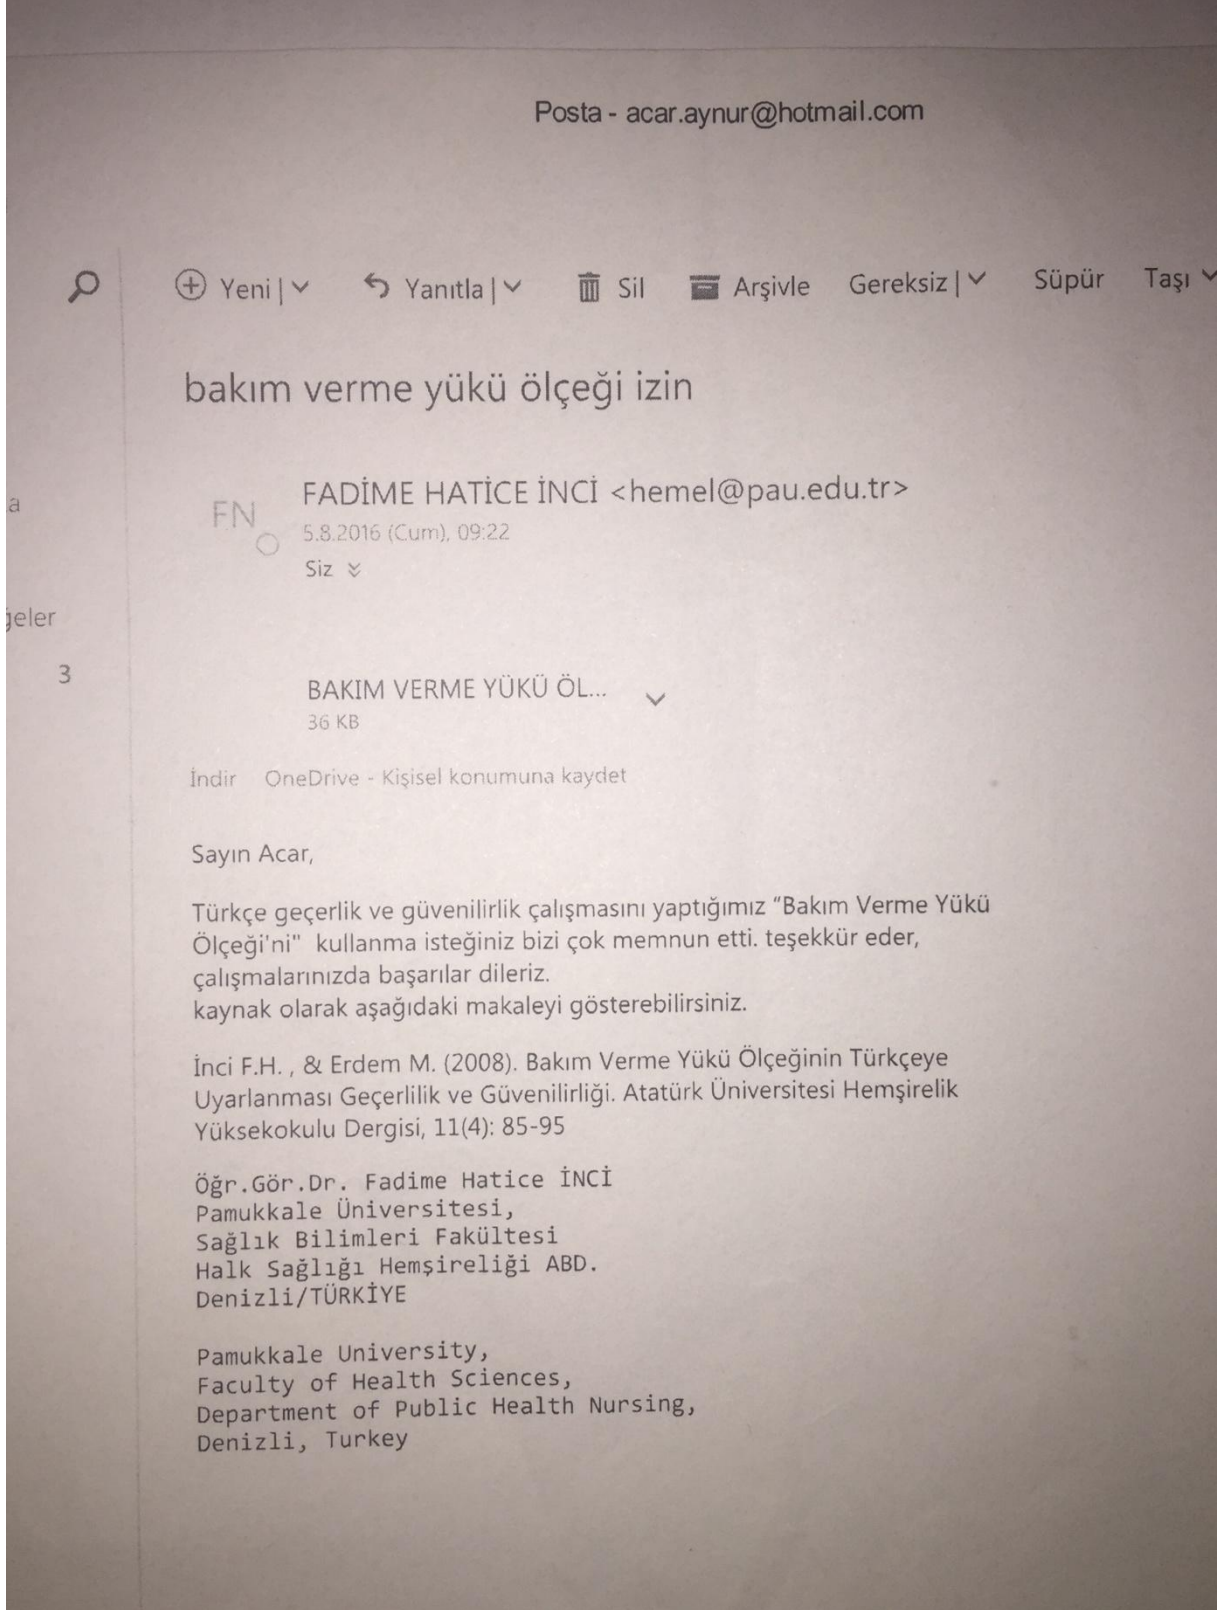 Posta - acar.aynur@hotmail.com
Yeni | Yanıtla | Sil Arşivle Gereksiz | Süpür Taşı
bakım verme yükü ölçeği izin
FN
FADİME HATİCE İNCİ <hemel@pau.edu.tr>
5.8.2016 (Cum), 09:22
Siz
a
ğeler
3
BAKIM VERME YÜKÜ ÖL...
36 KB
İndir OneDrive - Kişisel konumuna kaydet
Sayın Acar,
Türkçe geçerlik ve güvenilirlik çalışmasını yaptığımız “Bakım Verme Yükü
Ölçeği'ni" kullanma isteğiniz bizi çok memnun etti. teşekkür eder,
çalışmalarınızda başarılar dileriz.
kaynak olarak aşağıdaki makaleyi gösterebilirsiniz.
İnci F.H. , & Erdem M. (2008). Bakım Verme Yükü Ölçeğinin Türkçeye
Uyarlanması Geçerlilik ve Güvenilirliği. Atatürk Üniversitesi Hemşirelik
Yüksekokulu Dergisi, 11(4): 85-95
Öğr.Gör.Dr. Fadime Hatice İNCİ
Pamukkale Üniversitesi,
Sağlık Bilimleri Fakültesi
Halk Sağlığı Hemşireliği ABD.
Denizli/TÜRKİYE
Pamukkale University,
Faculty of Health Sciences,
Department of Public Health Nursing,
Denizli, Turkey